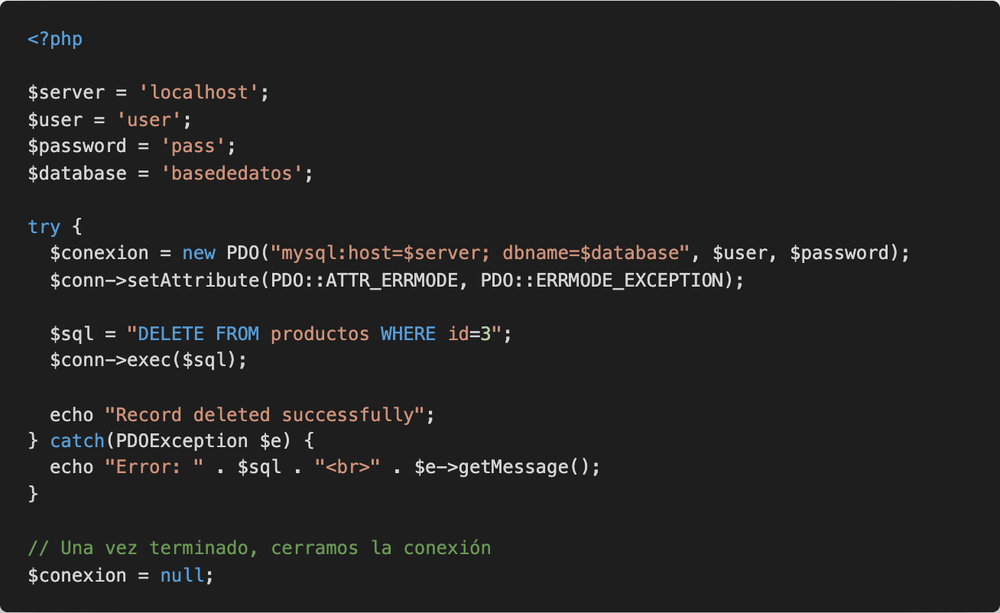 <?php
$server = 'localhost';
$user = 'user';
$password = 'pass';
$database = 'basededatos';
try {
  $conexion = new PDO("mysql:host=$server; dbname=$database", $user, $password);
  $conn->setAttribute(PDO::ATTR_ERRMODE, PDO::ERRMODE_EXCEPTION);
  $sql = "DELETE FROM productos WHERE id=3";
  $conn->exec($sql);
  echo "Record deleted successfully";
} catch(PDOException $e) {
  echo "Error: " . $sql . "<br>" . $e->getMessage();
}
// Una vez terminado, cerramos la conexión
$conexion = null;